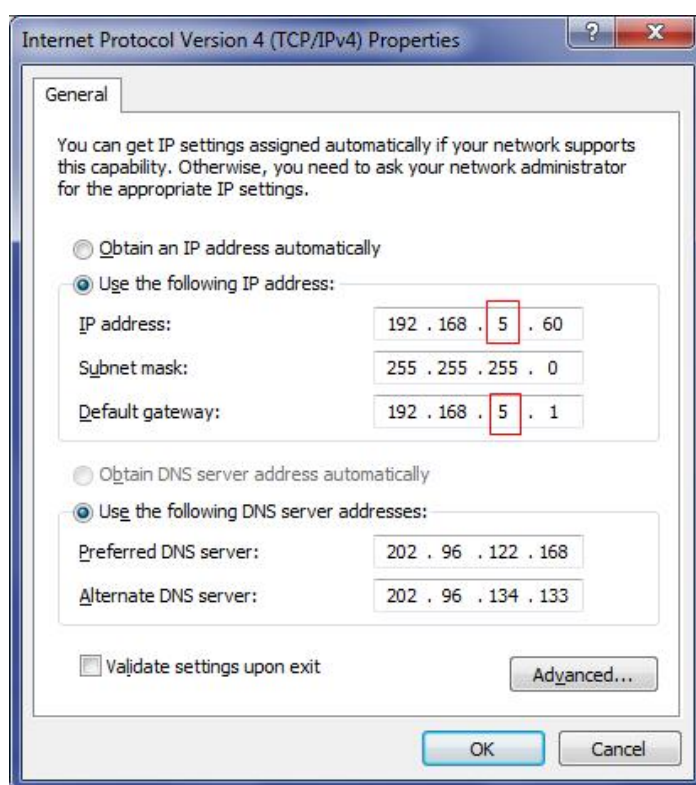 Internet Protocol Version 4 (TCP/IPv4) Properties
General
You can get IP settings assigned automatically if your network supports
this capability. Otherwise, you need to ask your network administrator
for the appropriate IP settings.
Obtain an IP address automatically
Use the following IP address:
IP address: 192 . 168 . 5 . 60
Subnet mask: 255 . 255 . 255 . 0
Default gateway: 192 . 168 . 5 . 1
Obtain DNS server address automatically
Use the following DNS server addresses:
Preferred DNS server: 202 . 96 . 122 . 168
Alternate DNS server: 202 . 96 . 134 . 133
Validate settings upon exit
Advanced...
OK Cancel